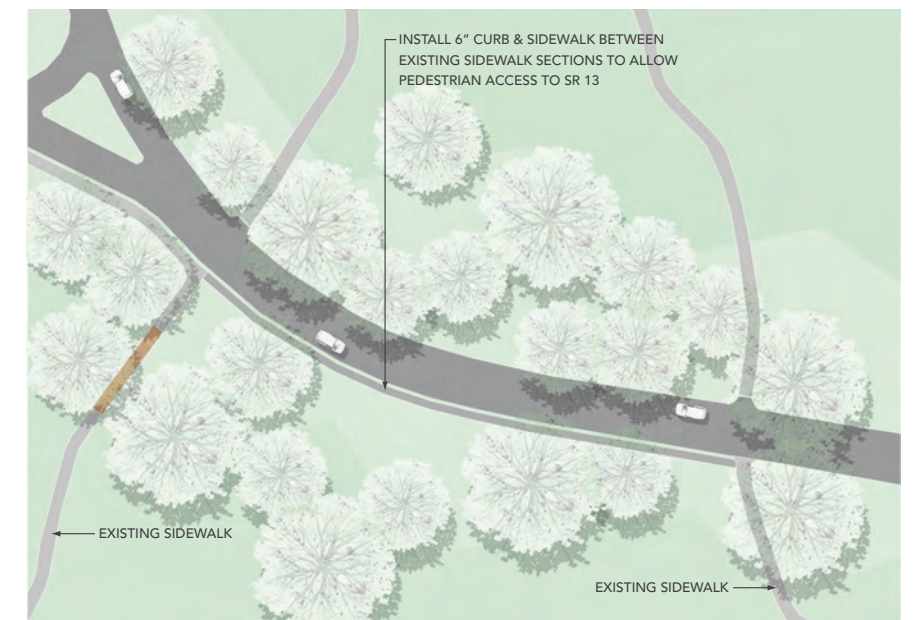 INSTALL 6” CURB & SIDEWALK BETWEEN
EXISTING SIDEWALK SECTIONS TO ALLOW
PEDESTRIAN ACCESS TO SR 13
EXISTING SIDEWALK
EXISTING SIDEWALK